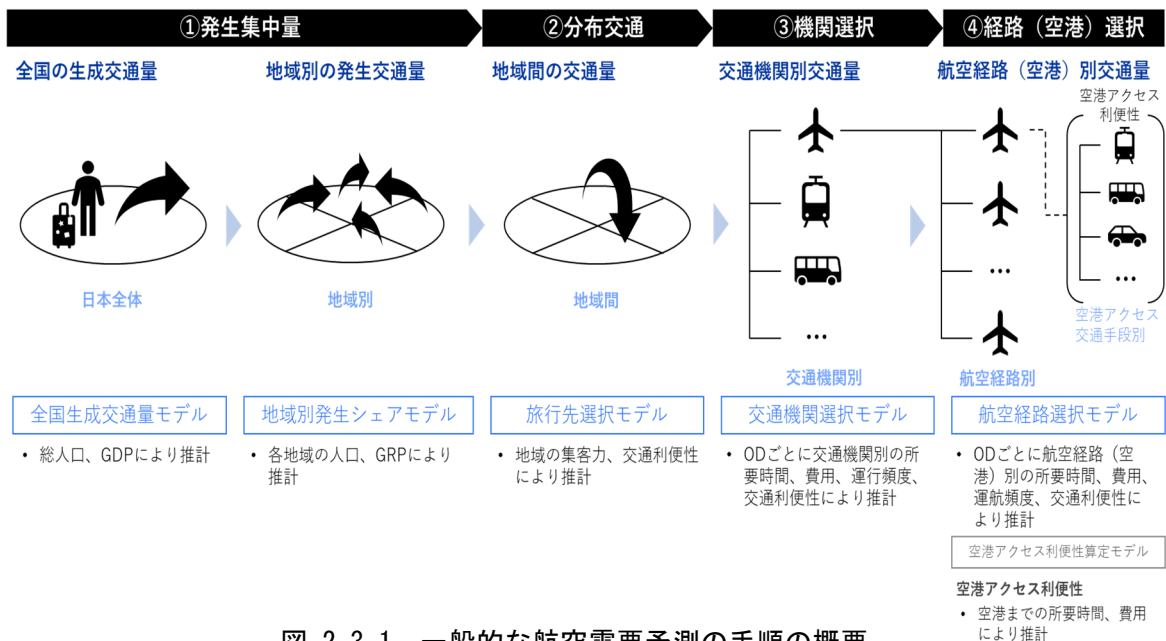 ①発生集中量
②分布交通
③機関選択
④経路（空港）選択
全国の生成交通量
地域別の発生交通量
地域間の交通量
交通機関別交通量
航空経路（空港）別交通量
空港アクセス
利便性
…
…
…
日本全体
地域別
地域間
交通機関別
航空経路別
空港アクセス
交通手段別
全国生成交通量モデル
地域別発生シェアモデル
旅行先選択モデル
交通機関選択モデル
航空経路選択モデル
• 総人口、GDPにより推計
• 各地域の人口、GRPにより
推計
• 地域の集客力、交通利便性
により推計
• ODごとに交通機関別の所
要時間、費用、運行頻度、
交通利便性により推計
• ODごとに航空経路（空
港）別の所要時間、費用、
運航頻度、交通利便性に
より推計
空港アクセス利便性算定モデル
空港アクセス利便性
• 空港までの所要時間、費用
により推計
図 2.3.1 一般的な航空需要予測の手順の概要